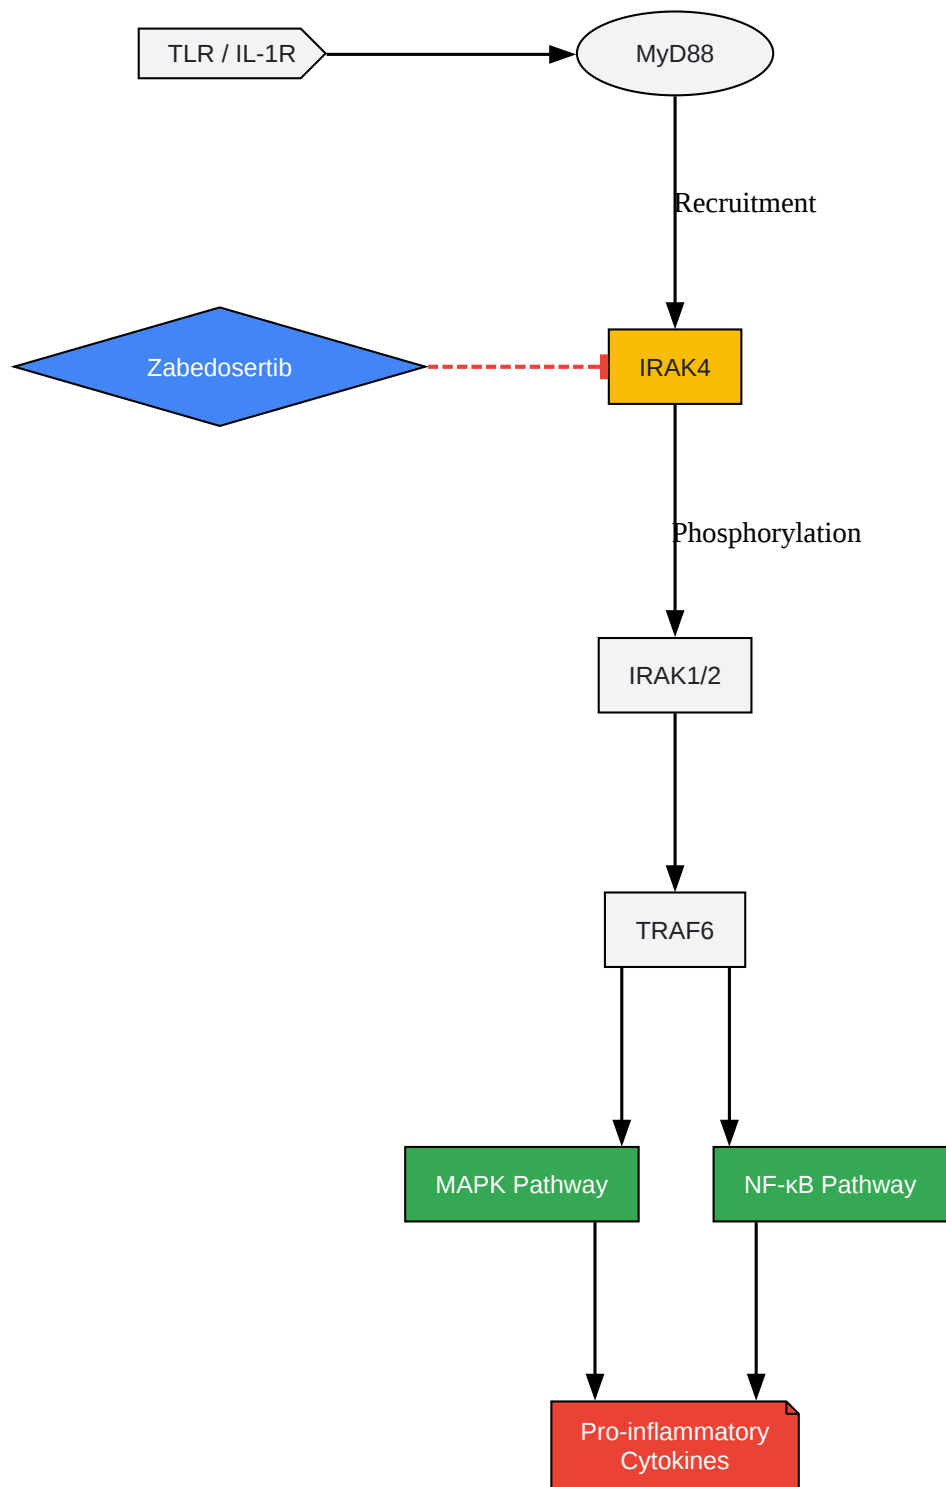 TLR / IL-1R
MyD88
Recruitment
Zabedosertib
IRAK4
Phosphorylation
IRAK1/2
TRAF6
MAPK Pathway
NF-κB Pathway
Pro-inflammatory
Cytokines